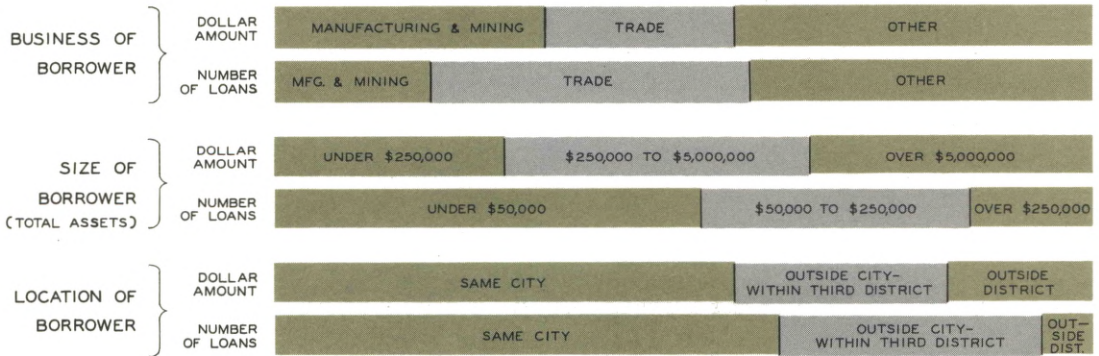 BUSINESS OF
BORROWER
DOLLAR
AMOUNT
MANUFACTURING & MINING
TRADE
OTHER
NUMBER
OF LOANS
MFG. & MINING
TRADE
OTHER
SIZE OF
BORROWER
(TOTAL ASSETS)
DOLLAR
AMOUNT
UNDER $250,000
$250,000 TO $5,000,000
OVER $5,000,000
NUMBER
OF LOANS
UNDER $50,000
$50,000 TO $250,000
OVER $250,000
LOCATION OF
BORROWER
DOLLAR
AMOUNT
SAME CITY
OUTSIDE CITY–
WITHIN THIRD DISTRICT
OUTSIDE
DISTRICT
NUMBER
OF LOANS
SAME CITY
OUTSIDE CITY–
WITHIN THIRD DISTRICT
OUT–
SIDE
DIST.